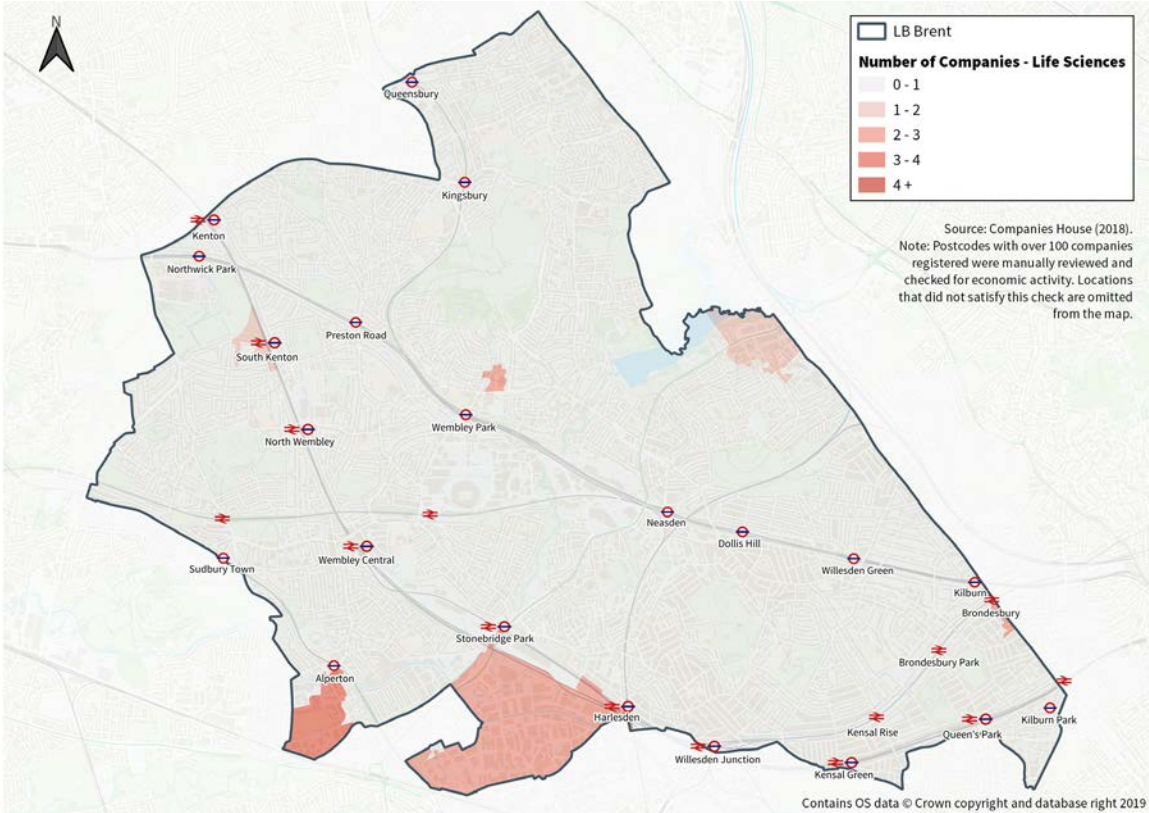 N
LB Brent
Number of Companies - Life Sciences
0 - 1
1 - 2
2 - 3
3 - 4
4 +
Source: Companies House (2018).
Note: Postcodes with over 100 companies
registered were manually reviewed and
checked for economic activity. Locations
that did not satisfy this check are omitted
from the map.
Queensbury
Kingsbury
Kenton
Northwick Park
Preston Road
South Kenton
Wembley Park
North Wembley
Neasden
Dollis Hill
Wembley Central
Sudbury Town
Willesden Green
Kilburn
Brondesbury
Stonebridge Park
Brondesbury Park
Alperton
Harlesden
Kilburn Park
Kensal Rise
Queen's Park
Willesden Junction
Kensal Green
Contains OS data © Crown copyright and database right 2019